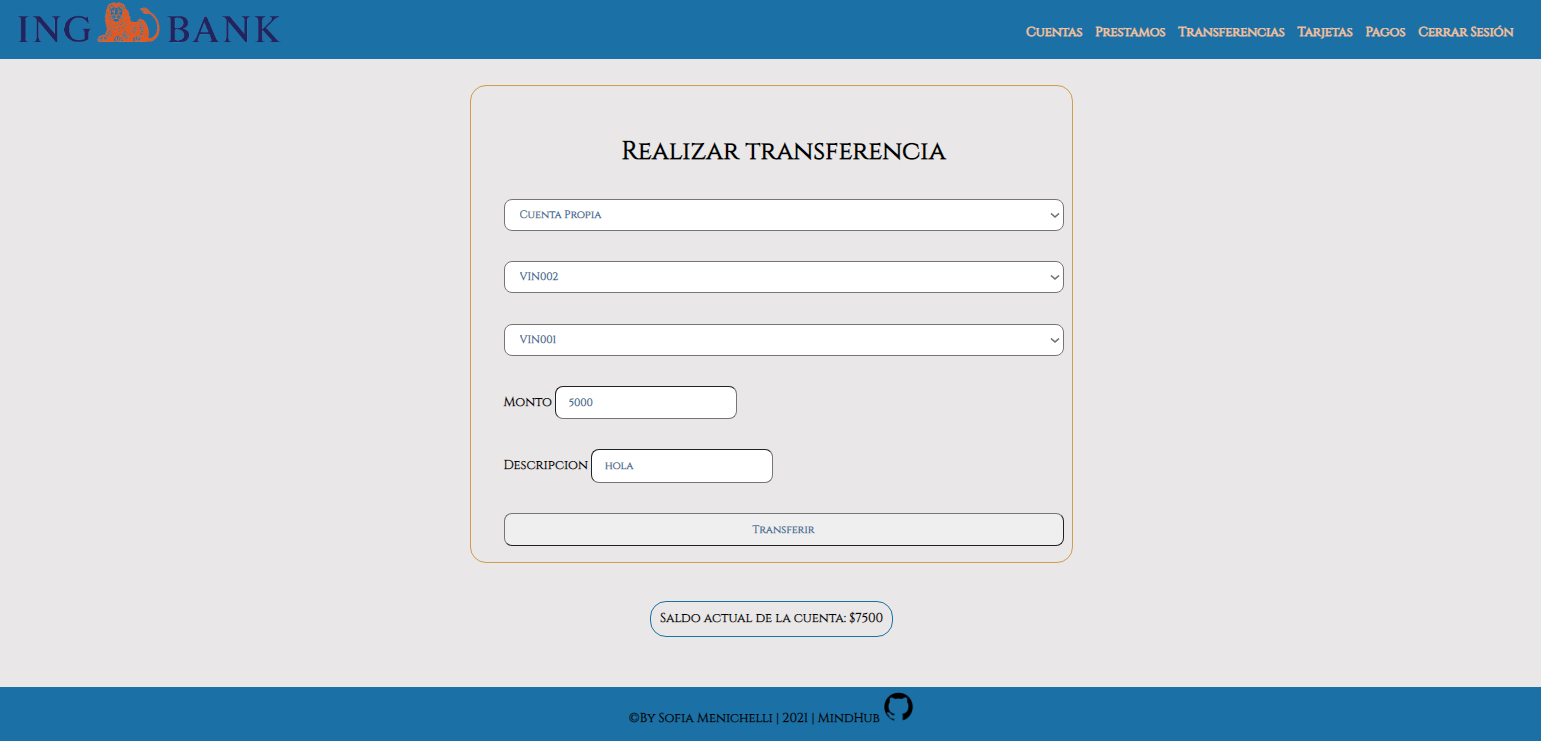 ING BANK
Cuentas Prestamos Transferencias Tarjetas Pagos Cerrar Sesión
Realizar transferencia
Cuenta Propia
VIN002
VIN001
Monto 5000
Descripcion hola
Transferir
Saldo actual de la cuenta: $7500
©By Sofia Menichelli | 2021 | MindHub